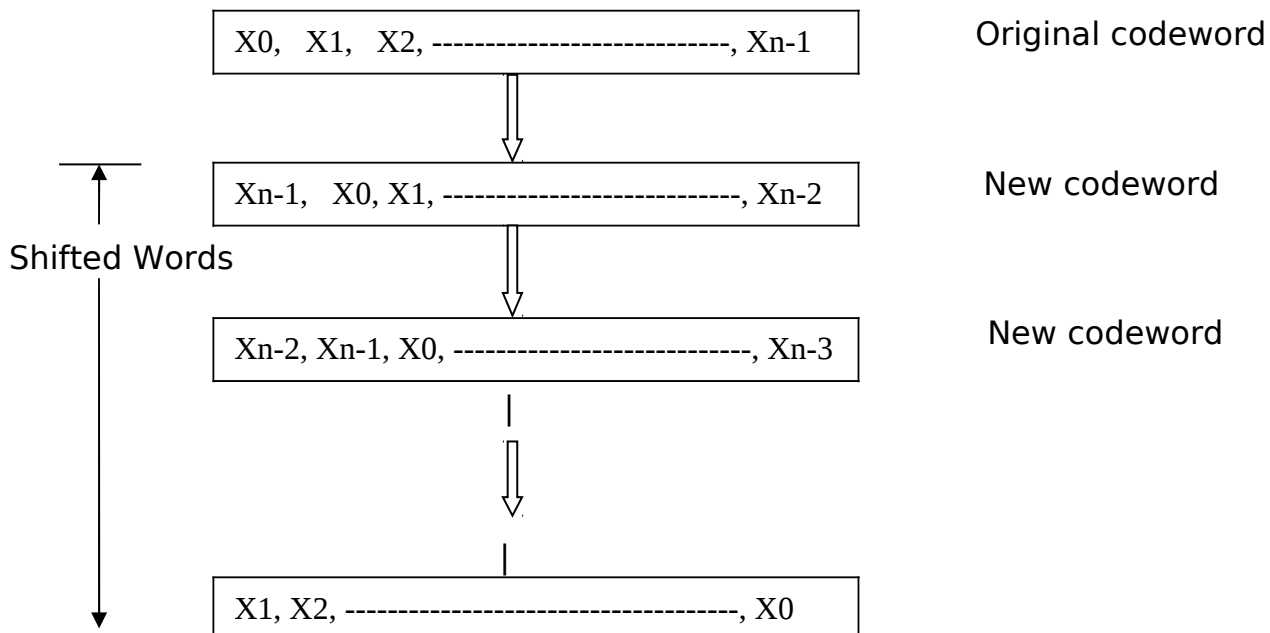 X0, X1, X2, ----------------------------, Xn-1 Original codeword
Xn-1, X0, X1, ----------------------------, Xn-2 New codeword
Shifted Words
Xn-2, Xn-1, X0, ----------------------------, Xn-3 New codeword
X1, X2, -------------------------------------, X0